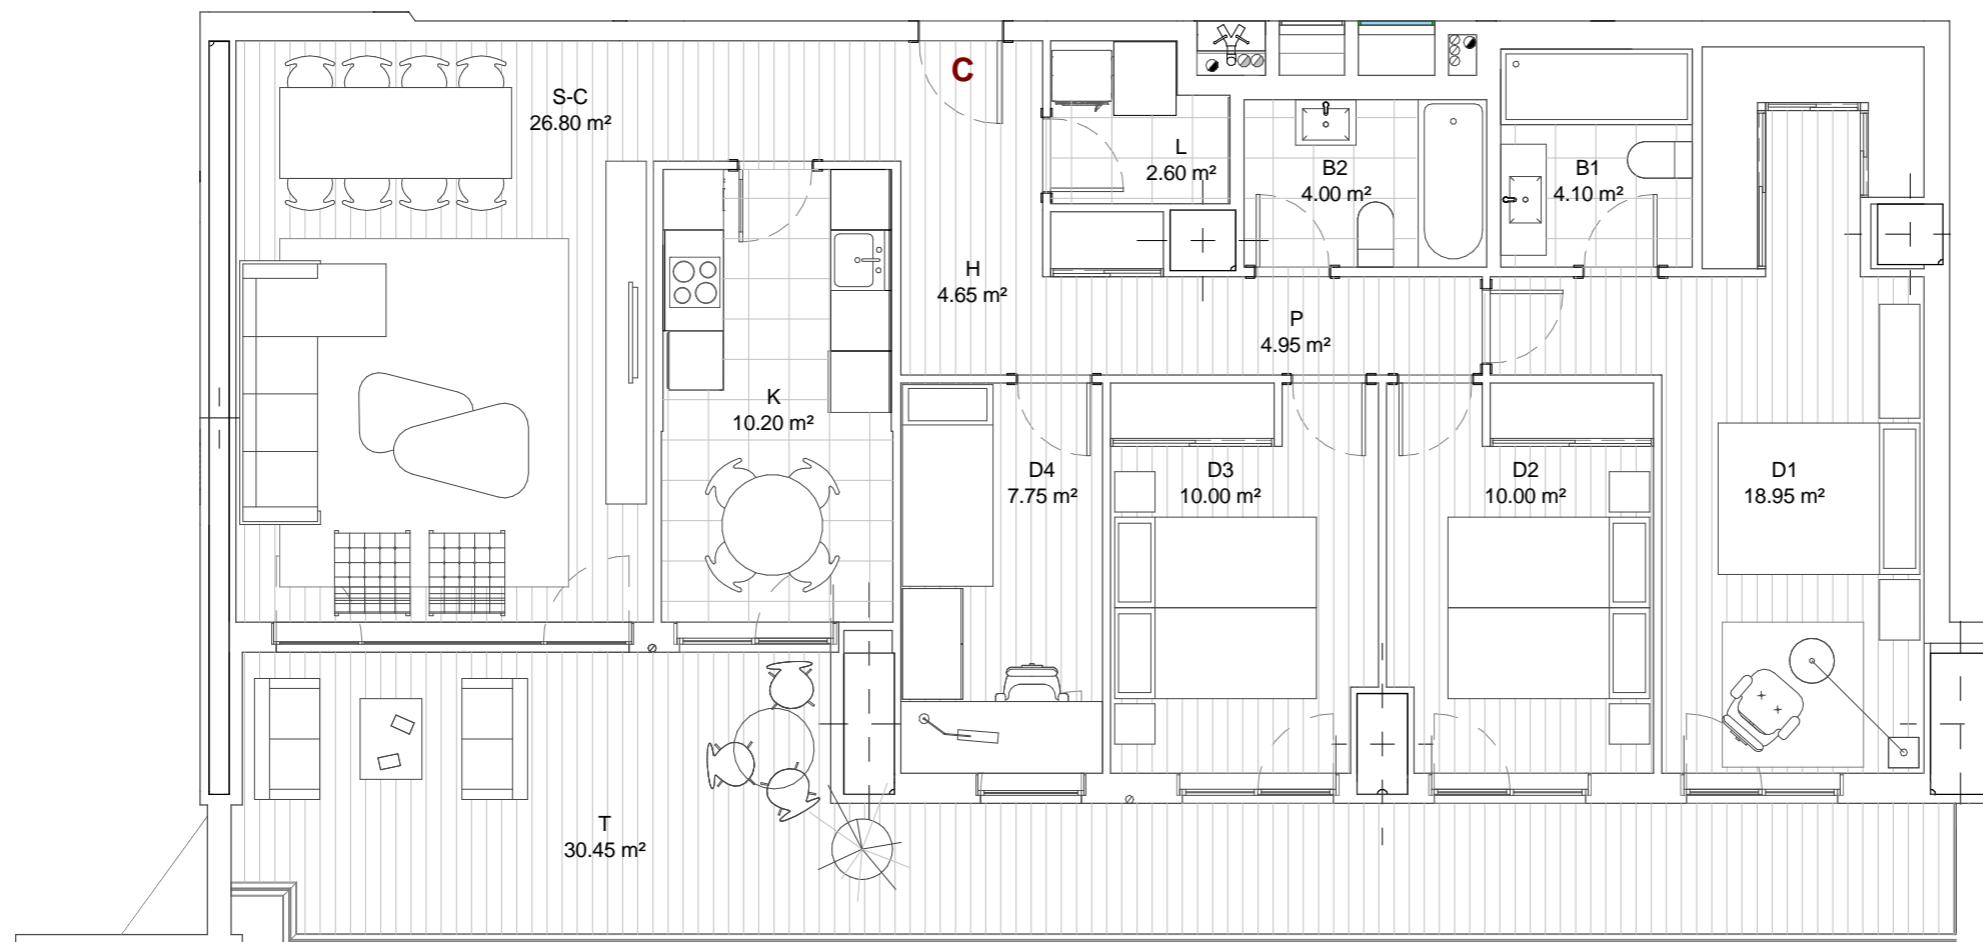 C
S-C
26.80 m²
L
2.60 m²
B2
4.00 m²
B1
4.10 m²
H
4.65 m²
P
4.95 m²
K
10.20 m²
D4
7.75 m²
D3
10.00 m²
D2
10.00 m²
D1
18.95 m²
T
30.45 m²